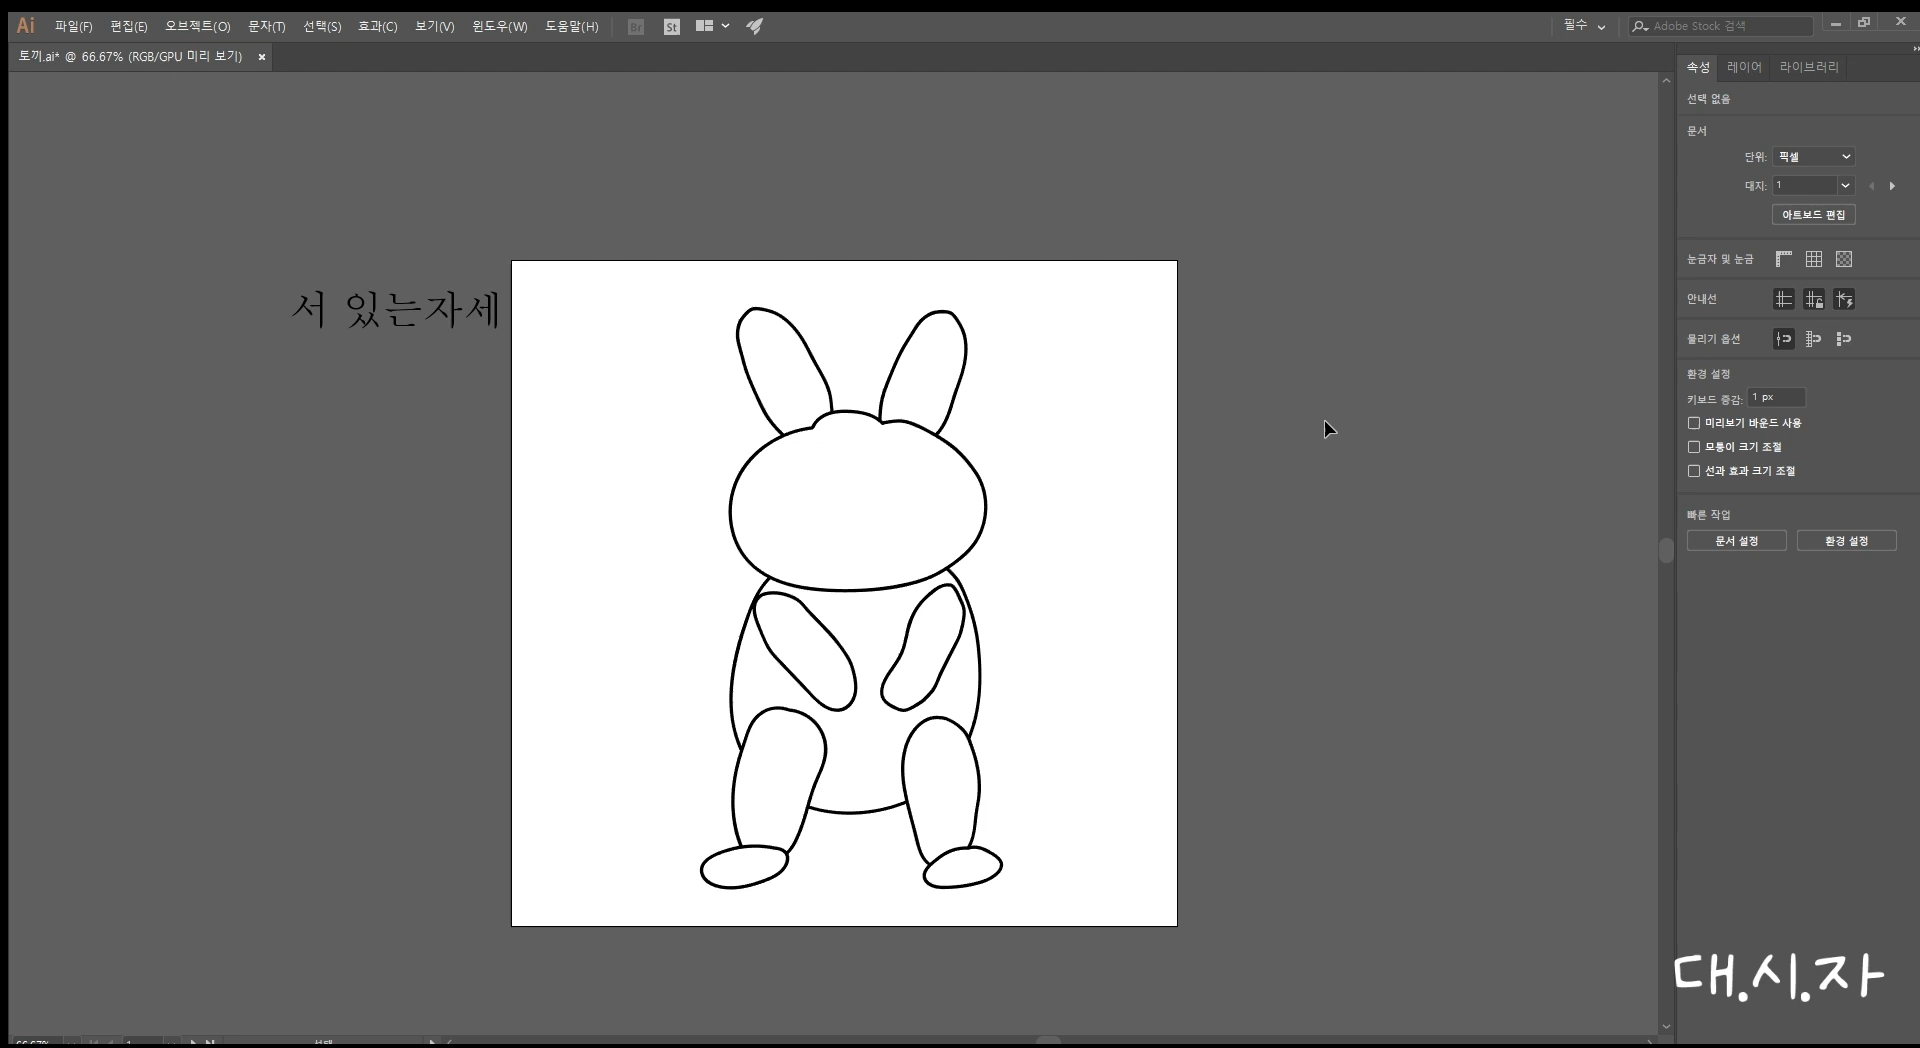 Ai 파일(F) 편집(E) 오브젝트(O) 문자(T) 선택(S) 효과(C) 보기(V) 윈도우(W) 도움말(H) Br St 필수 Adobe Stock 검색
토끼.ai* @ 66.67% (RGB/GPU 미리 보기)
속성 레이어 라이브러리
선택 없음
문서
단위: 픽셀
대지: 1
아트보드 편집
눈금자 및 눈금
안내선
물리기 옵션
환경 설정
키보드 증감: 1 px
미리보기 바운드 사용
모퉁이 크기 조절
선과 효과 크기 조절
빠른 작업
문서 설정 환경 설정
서 있는자세
대.시.자
66.67% 1 선택